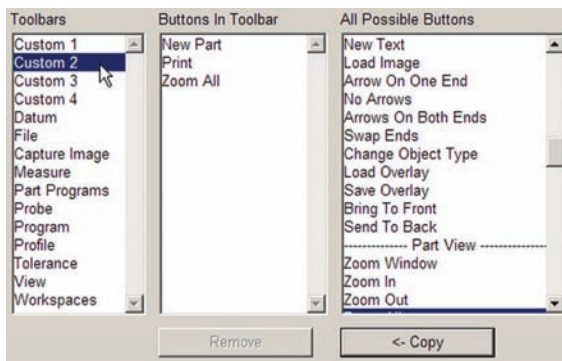 Toolbars
Custom 1
Custom 2
Custom 3
Custom 4
Datum
File
Capture Image
Measure
Part Programs
Probe
Program
Profile
Tolerance
View
Workspaces
Buttons In Toolbar
New Part
Print
Zoom All
Remove
All Possible Buttons
New Text
Load Image
Arrow On One End
No Arrows
Arrows On Both Ends
Swap Ends
Change Object Type
Load Overlay
Save Overlay
Bring To Front
Send To Back
-------------- Part View --------------
Zoom Window
Zoom In
Zoom Out
<- Copy